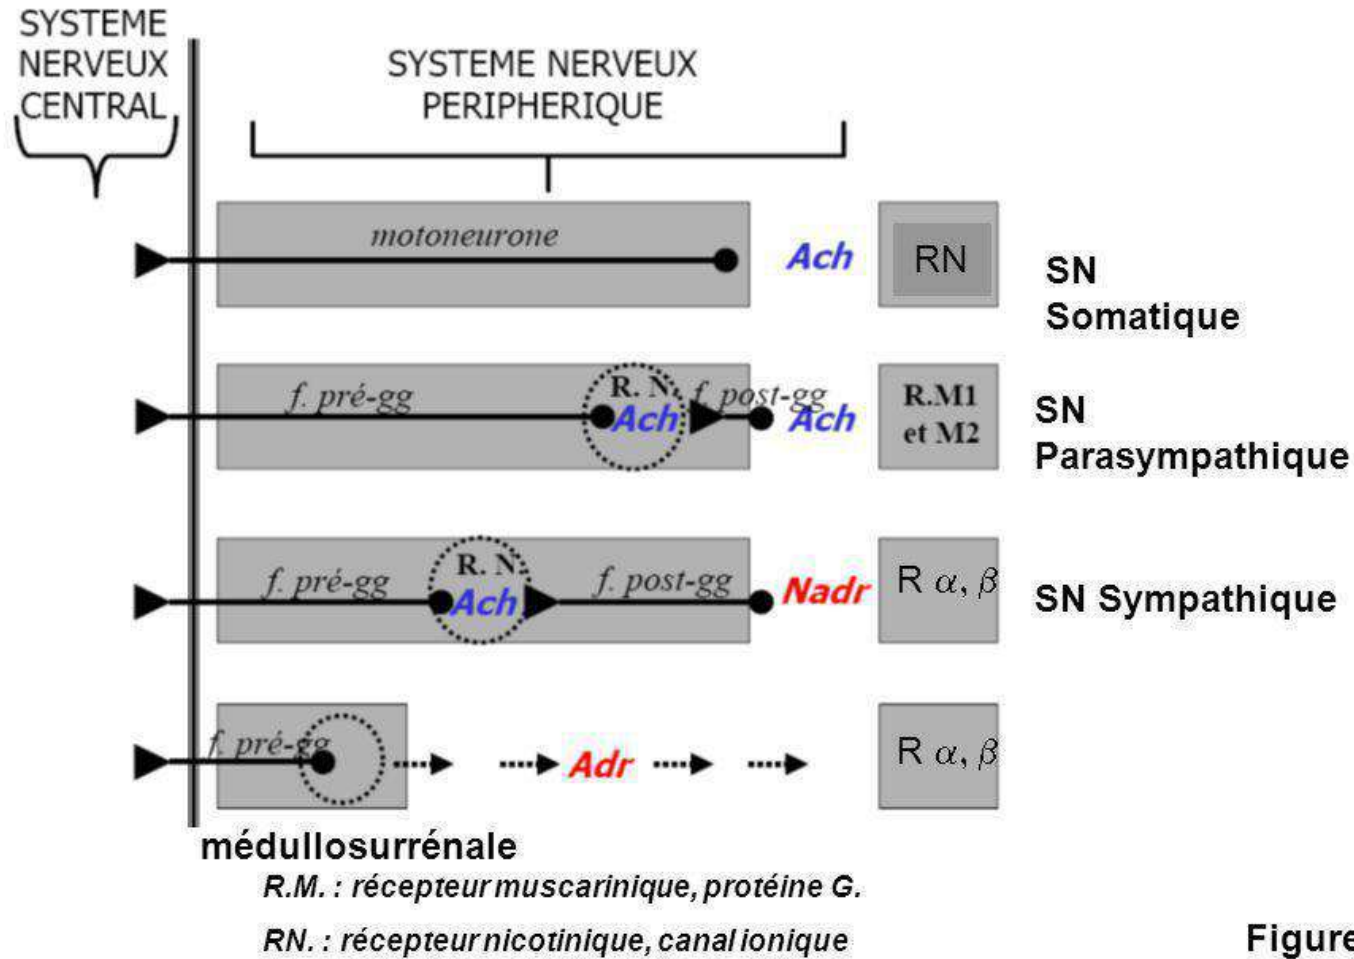 SYSTEME
NERVEUX
CENTRAL
SYSTEME NERVEUX
PERIPHERIQUE
motoneurone
Ach
RN
SN
Somatique
f. pré-gg
R. N.
Ach
f. post-gg
Ach
R.M1
et M2
SN
Parasympathique
f. pré-gg
R. N.
Ach
f. post-gg
Nadr
R α, β
SN Sympathique
f. pré-gg
Adr
R α, β
médullosurrénale
R.M. : récepteur muscarinique, protéine G.
RN. : récepteur nicotinique, canal ionique
Figure